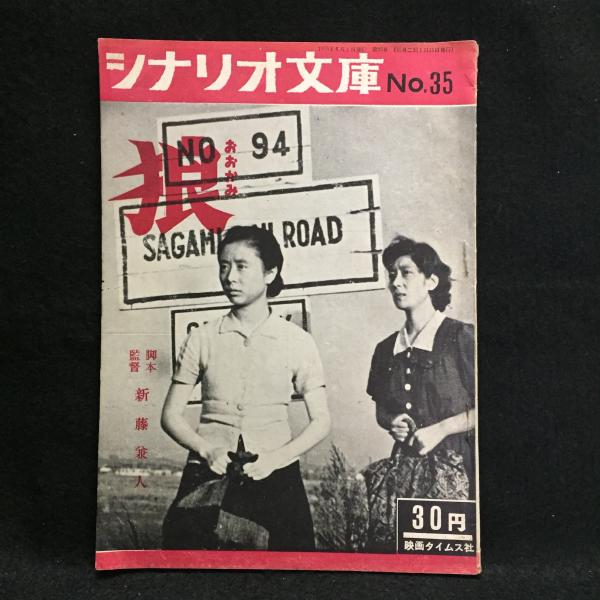 シナリオ文庫 No.35
狼
おおかみ
NO 94
SAGAMI ROAD
脚本
監督
新藤兼人
30円
映画タイムス社